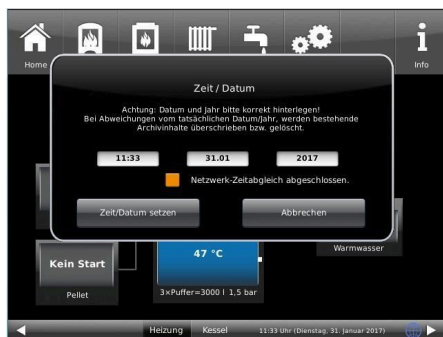 Home
Info
Zeit / Datum
Achtung: Datum und Jahr bitte korrekt hinterlegen!
Bei Abweichungen vom tatsächlichen Datum/Jahr, werden bestehende
Archivinhalte überschrieben bzw. gelöscht.
11:33 31.01 2017
Netzwerk-Zeitabgleich abgeschlossen.
Zeit/Datum setzen Abbrechen
47 °C
Warmwasser
Kein Start
Pellet
3×Puffer=3000 l 1,5 bar
Heizung Kessel 11:33 Uhr (Dienstag, 31. Januar 2017)